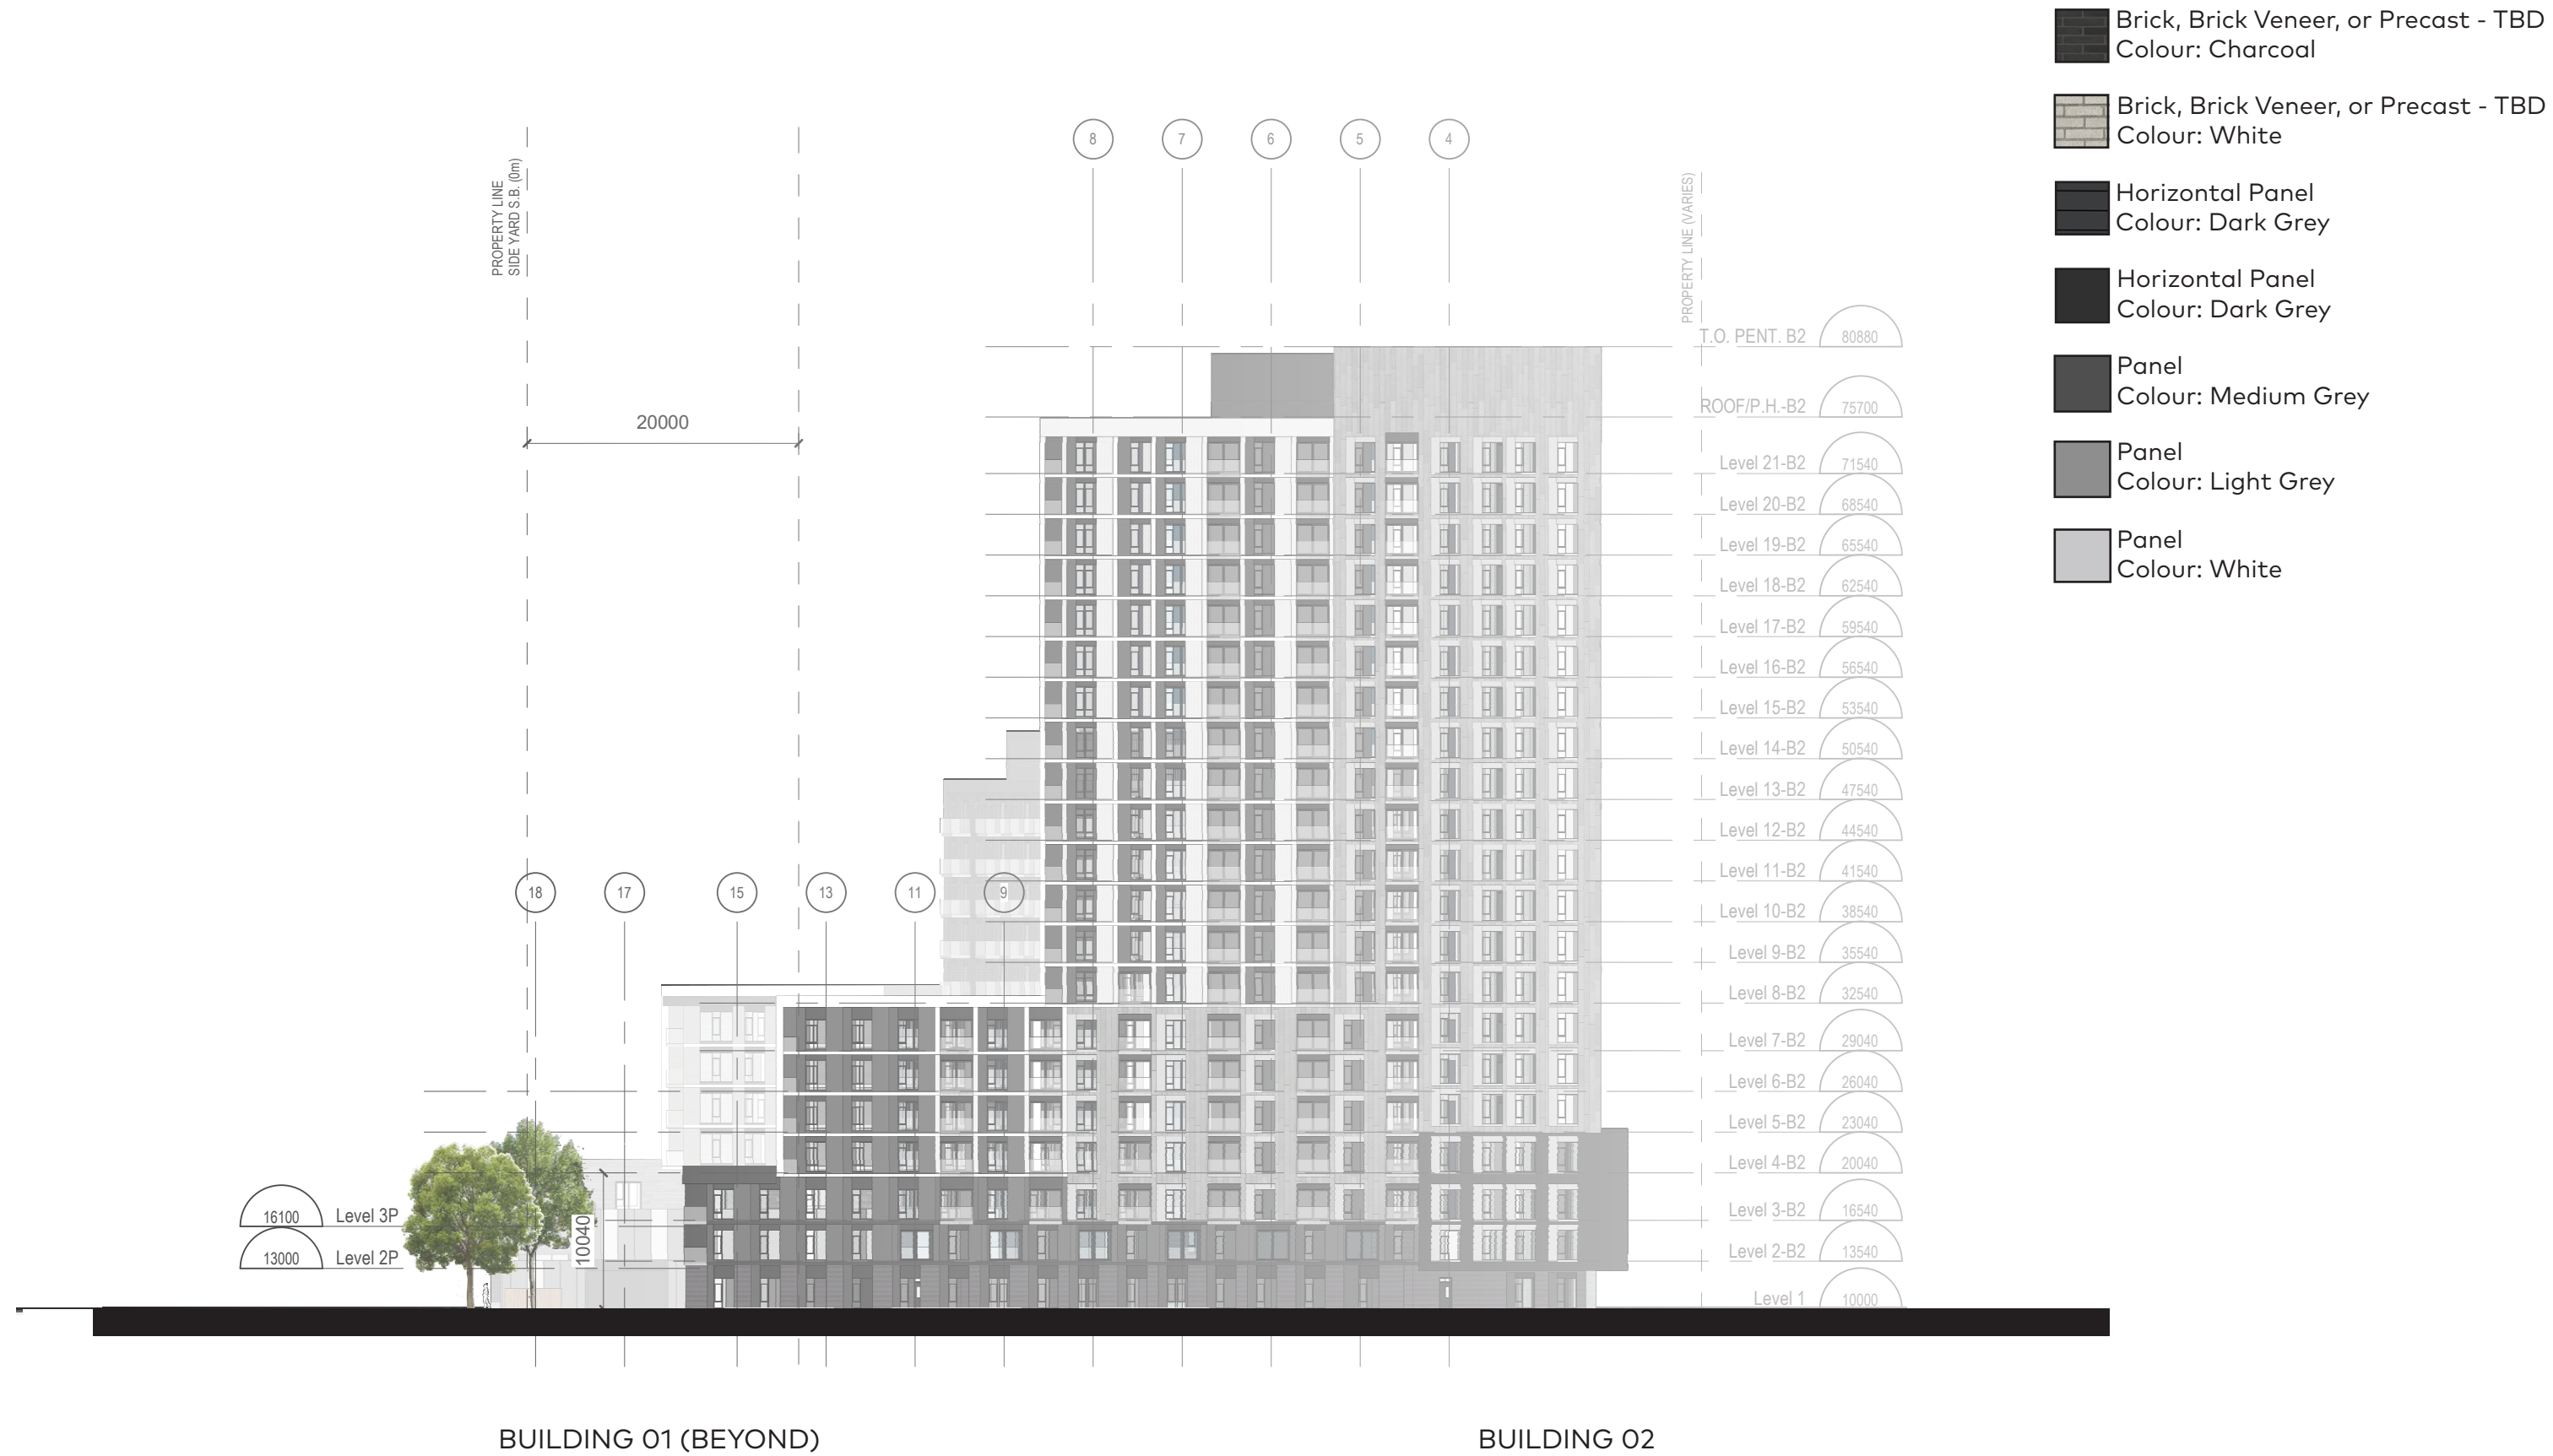 Brick, Brick Veneer, or Precast - TBD
Colour: Charcoal
Brick, Brick Veneer, or Precast - TBD
Colour: White
Horizontal Panel
Colour: Dark Grey
Horizontal Panel
Colour: Dark Grey
Panel
Colour: Medium Grey
Panel
Colour: Light Grey
Panel
Colour: White
PROPERTY LINE
SIDE YARD S.B. (0m)
8
7
6
5
4
PROPERTY LINE (VARIES)
20000
T.O. PENT. B2 80880
ROOF/P.H.-B2 75700
Level 21-B2 71540
Level 20-B2 68540
Level 19-B2 65540
Level 18-B2 62540
Level 17-B2 59540
Level 16-B2 56540
Level 15-B2 53540
Level 14-B2 50540
Level 13-B2 47540
Level 12-B2 44540
Level 11-B2 41540
Level 10-B2 38540
Level 9-B2 35540
Level 8-B2 32540
Level 7-B2 29040
Level 6-B2 26040
Level 5-B2 23040
Level 4-B2 20040
Level 3-B2 16540
Level 2-B2 13540
Level 1 10000
18
17
15
13
11
9
16100 Level 3P
13000 Level 2P
10040
BUILDING 01 (BEYOND)
BUILDING 02